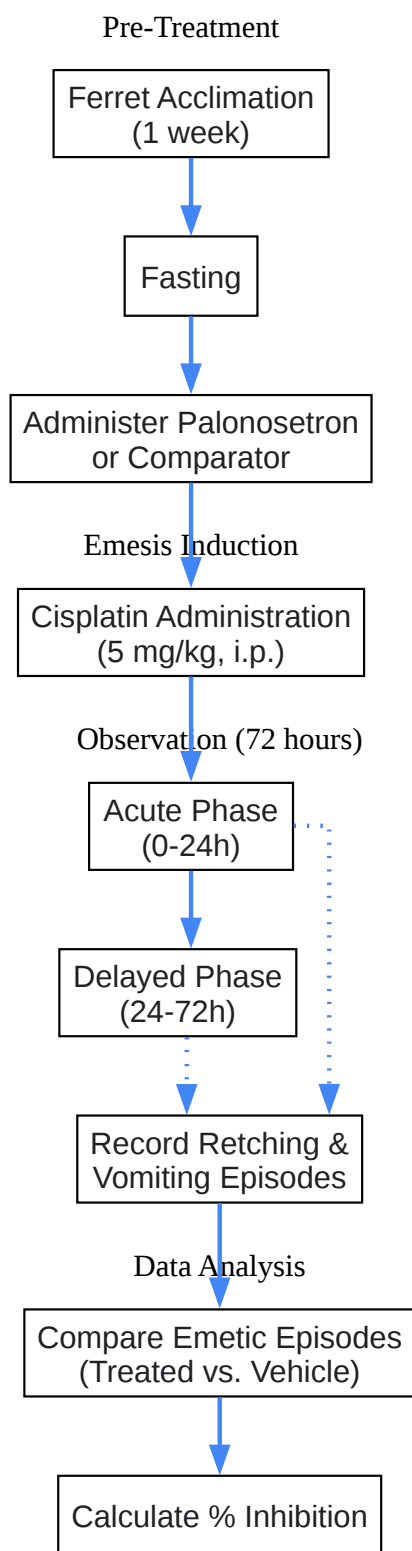 Pre-Treatment
Ferret Acclimation
(1 week)
Fasting
Administer Palonosetron
or Comparator
Emesis Induction
Cisplatin Administration
(5 mg/kg, i.p.)
Observation (72 hours)
Acute Phase
(0-24h)
Delayed Phase
(24-72h)
Record Retching &
Vomiting Episodes
Data Analysis
Compare Emetic Episodes
(Treated vs. Vehicle)
Calculate % Inhibition